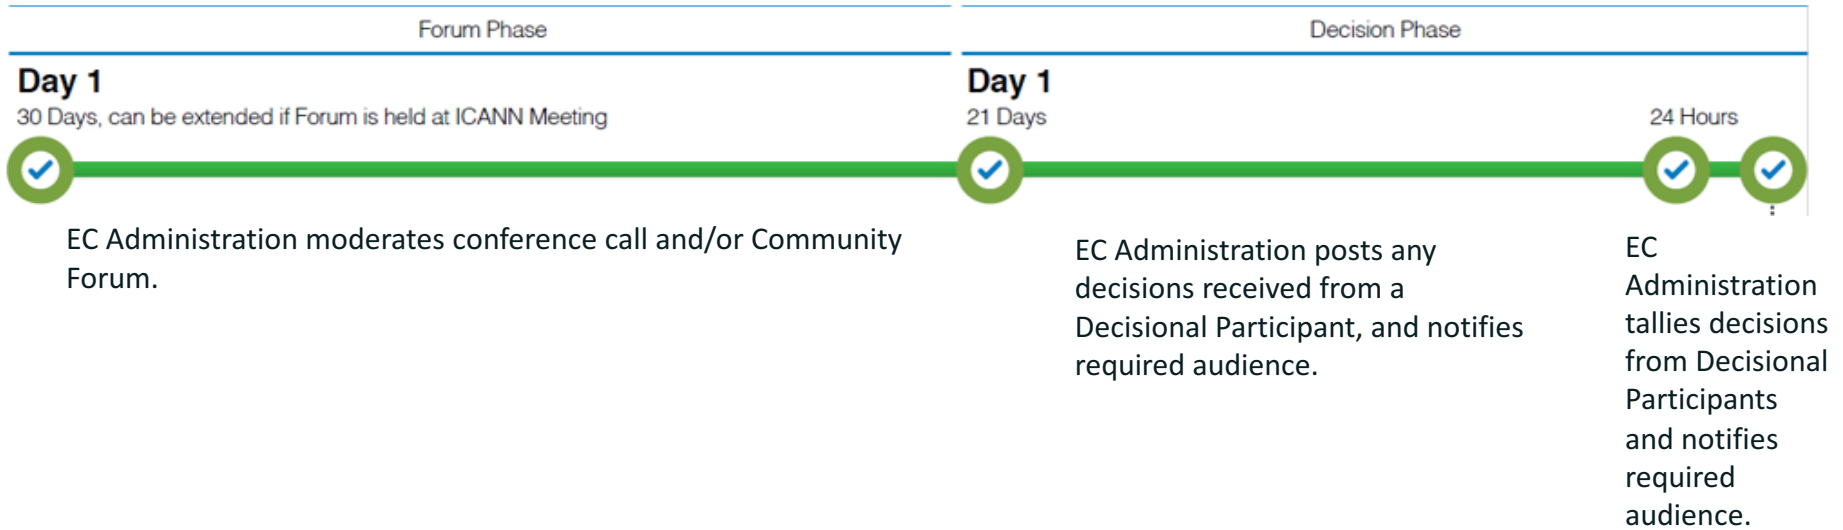 Forum Phase
Decision Phase
Day 1
30 Days, can be extended if Forum is held at ICANN Meeting
Day 1
21 Days
24 Hours
EC Administration moderates conference call and/or Community
Forum.
EC Administration posts any
decisions received from a
Decisional Participant, and notifies
required audience.
EC
Administration
tallies decisions
from Decisional
Participants
and notifies
required
audience.